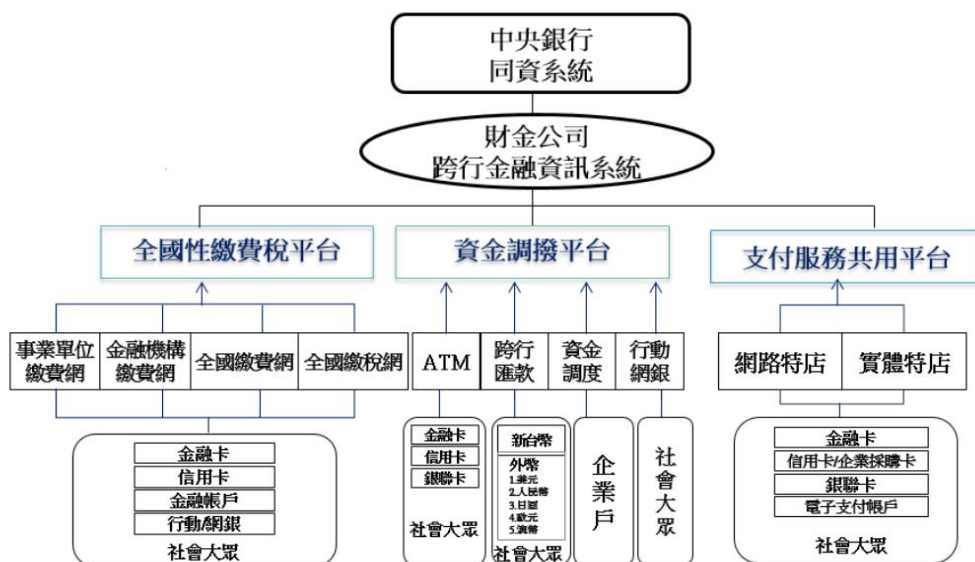 中央銀行
同資系統
財金公司
跨行金融資訊系統
全國性繳費稅平台
資金調撥平台
支付服務共用平台
事業單位
繳費網
金融機構
繳費網
全國繳費網
全國繳稅網
ATM
跨行
匯款
資金
調度
行動
網銀
網路特店
實體特店
金融卡
信用卡
金融帳戶
行動/網銀
社會大眾
金融卡
信用卡
銀聯卡
社會大眾
新台幣
外幣
1.美元
2.人民幣
3.日圓
4.歐元
5.澳幣
社會大眾
企業戶
社會大眾
金融卡
信用卡/企業採購卡
銀聯卡
電子支付帳戶
社會大眾